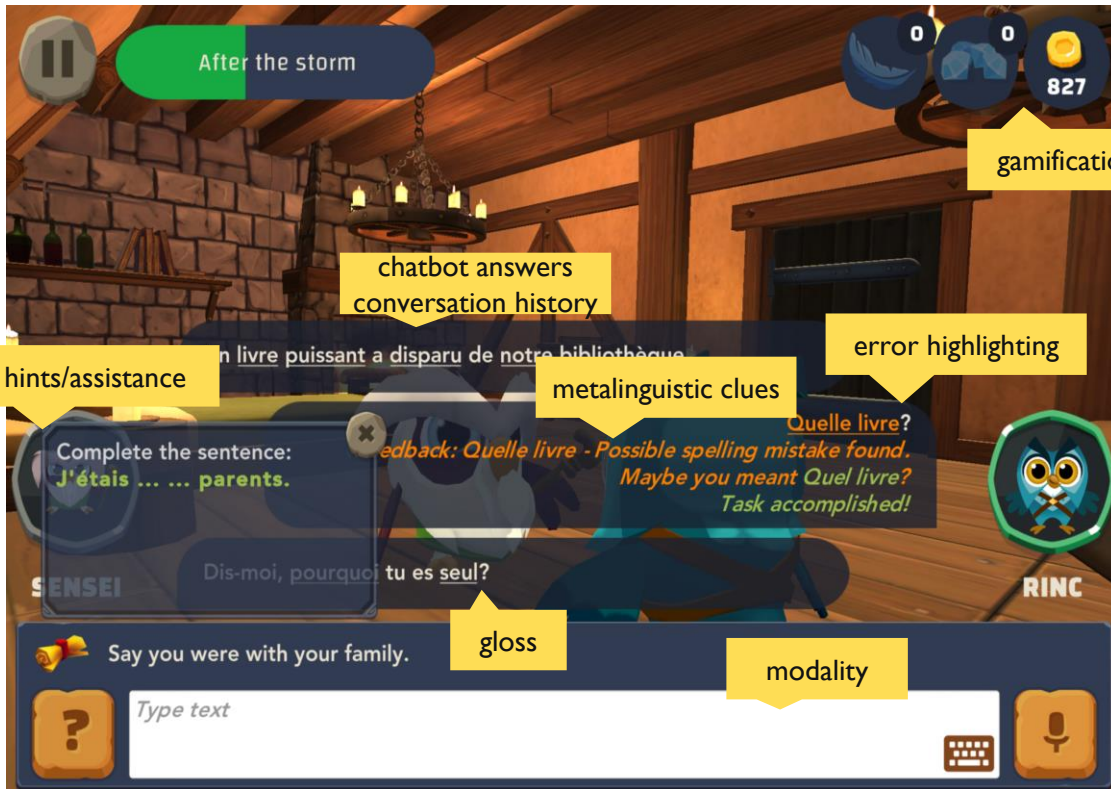 After the storm
0
0
827
gamificatio
chatbot answers
conversation history
n livre puissant a disparu de notre bibliothèque
error highlighting
hints/assistance
metalinguistic clues
Quelle livre?
edback: Quelle livre - Possible spelling mistake found.
Maybe you meant Quel livre?
Task accomplished!
Complete the sentence:
J'étais ... ... parents.
Dis-moi, pourquoi tu es seul?
SENSEI
RINC
gloss
Say you were with your family.
modality
?
Type text